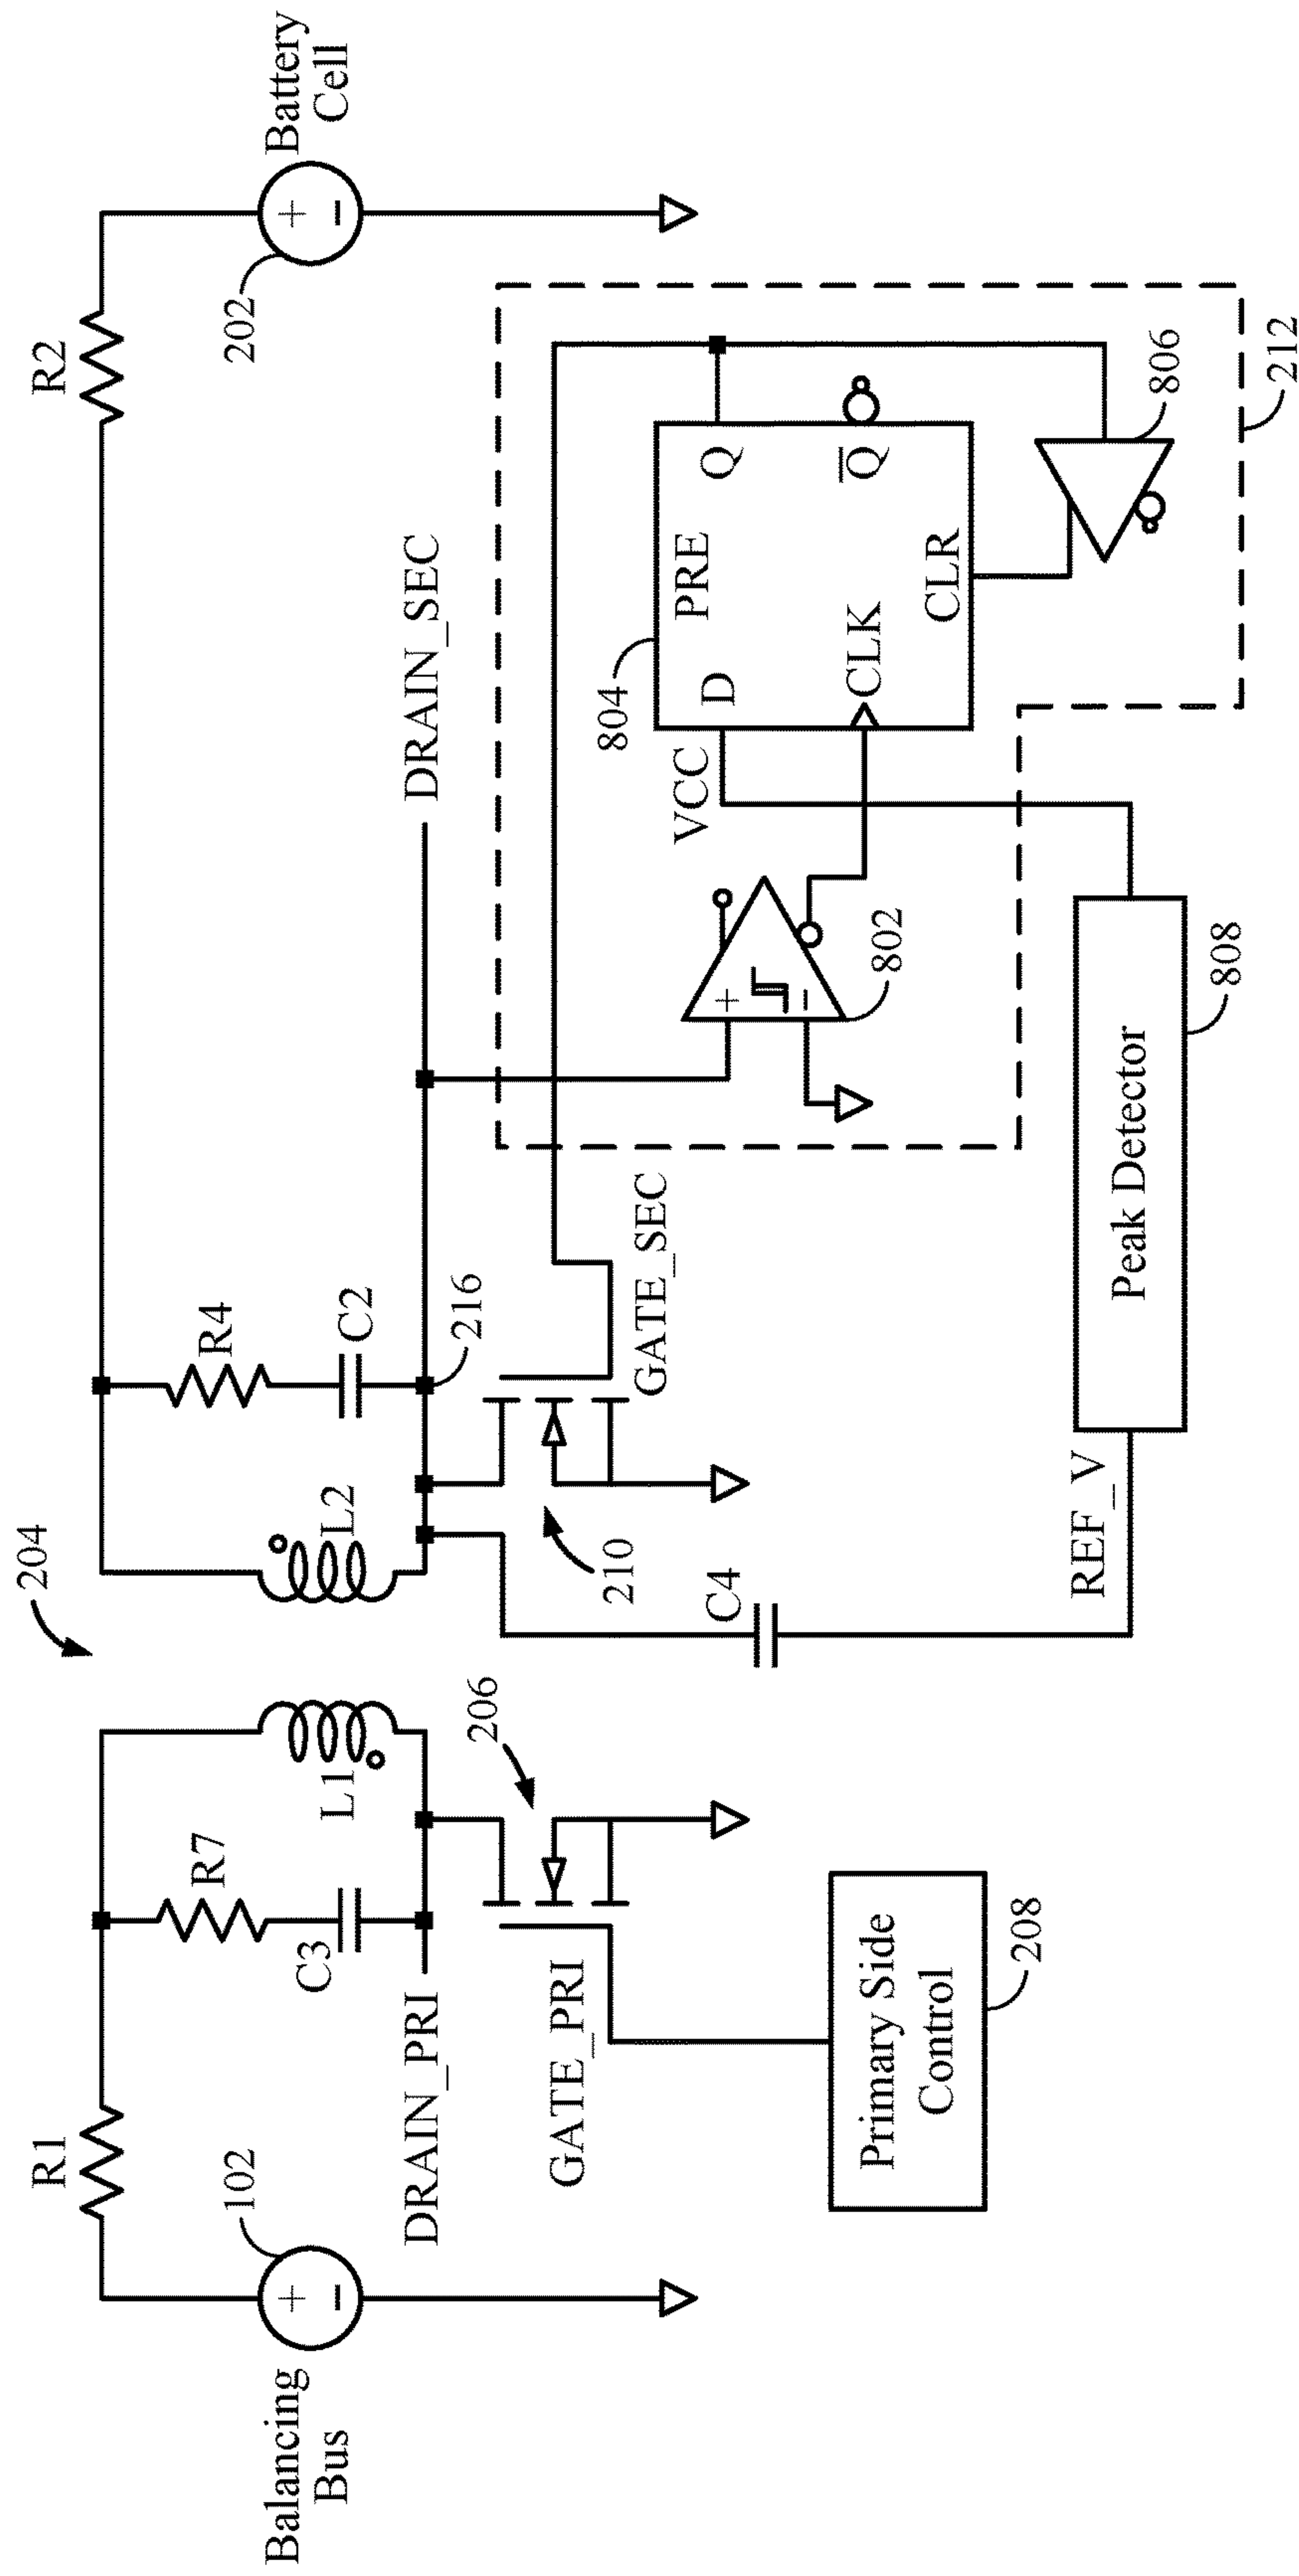 204
R1
R7
C3
L1
102
Balancing
Bus
DRAIN_PRI
GATE_PRI
206
Primary Side
Control
208
L2
R4
C2
216
R2
Battery
Cell
202
DRAIN_SEC
210
GATE_SEC
C4
REF_V
Peak Detector
808
+
-
802
VCC
804
D
PRE
Q
CLK
Q̅
CLR
806
212
+
-
+
-